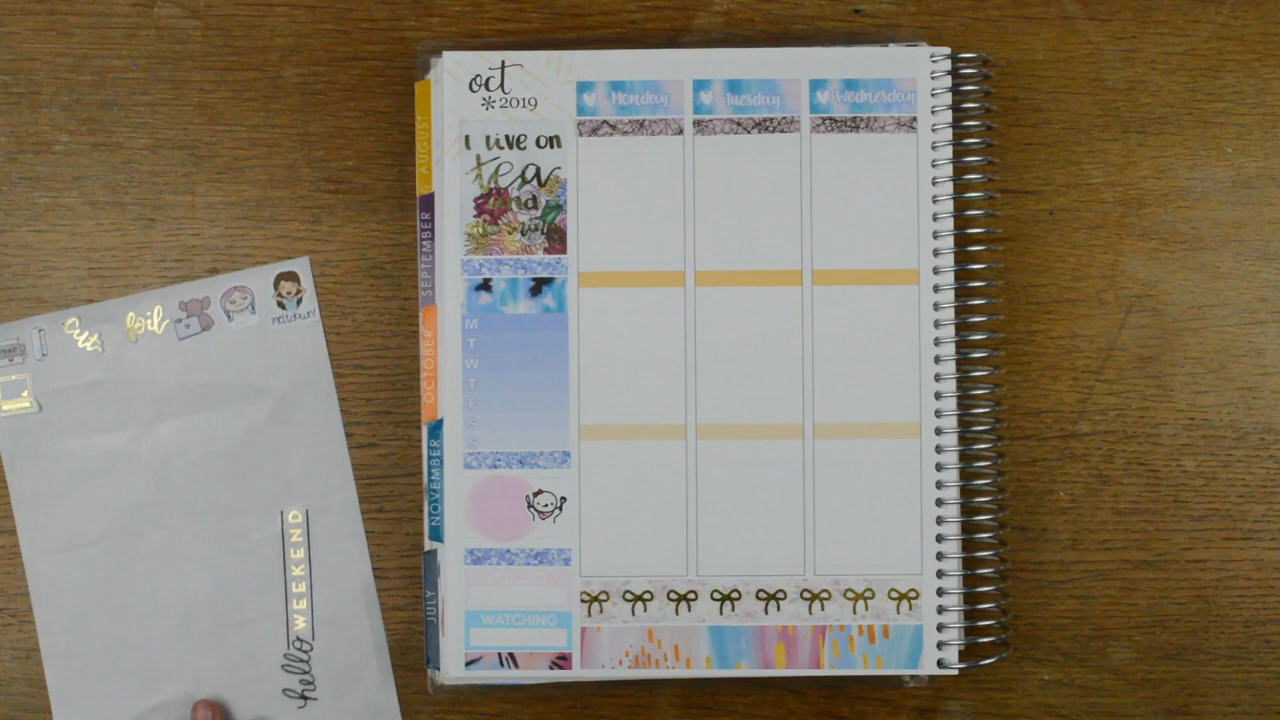 oct
*2019
Monday
Tuesday
Wednesday
I live on
tea
and
M
T
W
T
F
S
S
WATCHING
AUGUST
SEPTEMBER
OCTOBER
NOVEMBER
JULY
cut
foil
meltdown!
hello WEEKEND